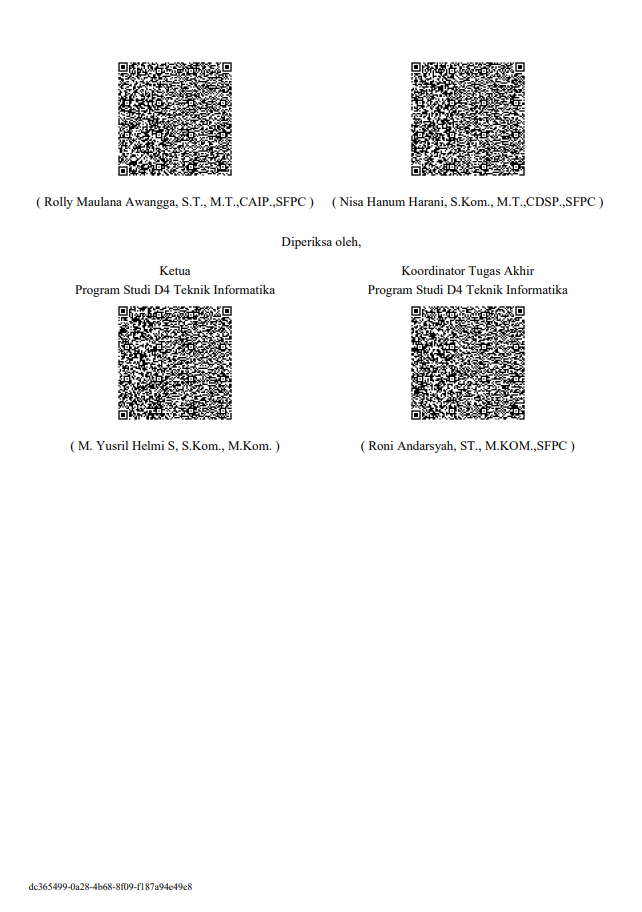 ( Rolly Maulana Awangga, S.T., M.T.,CAIP.,SFPC ) ( Nisa Hanum Harani, S.Kom., M.T.,CDSP.,SFPC )
Diperiksa oleh,
Ketua Koordinator Tugas Akhir
Program Studi D4 Teknik Informatika Program Studi D4 Teknik Informatika
( M. Yusril Helmi S, S.Kom., M.Kom. ) ( Roni Andarsyah, ST., M.KOM.,SFPC )
dc365499-0a28-4b68-8f09-f187a94e49e8